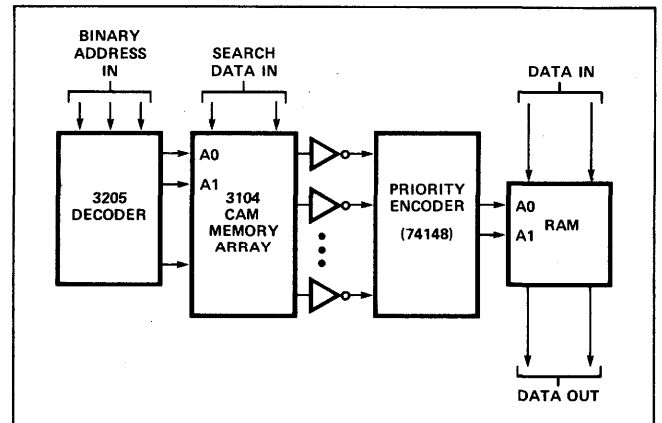 BINARY
ADDRESS
IN
SEARCH
DATA IN
DATA IN
3205
DECODER
A0
A1
3104
CAM
MEMORY
ARRAY
PRIORITY
ENCODER
(74148)
A0
A1
RAM
DATA OUT